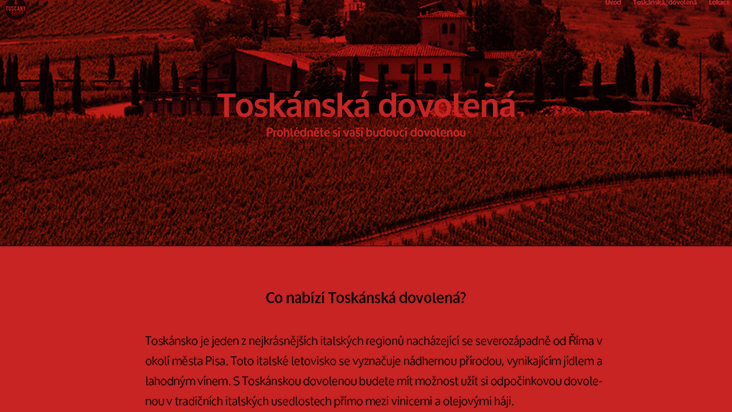 TUSCANY
Úvod Toskánská dovolená Lokace
Toskánská dovolená
Prohlédněte si vaši budoucí dovolenou
Co nabízí Toskánská dovolená?
Toskánsko je jeden z nejkrásnějších italských regionů nacházející se severozápadně od Říma v
okolí města Pisa. Toto italské letovisko se vyznačuje nádhernou přírodou, vynikajícím jídlem a
lahodným vínem. S Toskánskou dovolenou budete mít možnost užít si odpočinkovou dovole-
nou v tradičních italských usedlostech přímo mezi vinicemi a olejovými háji.